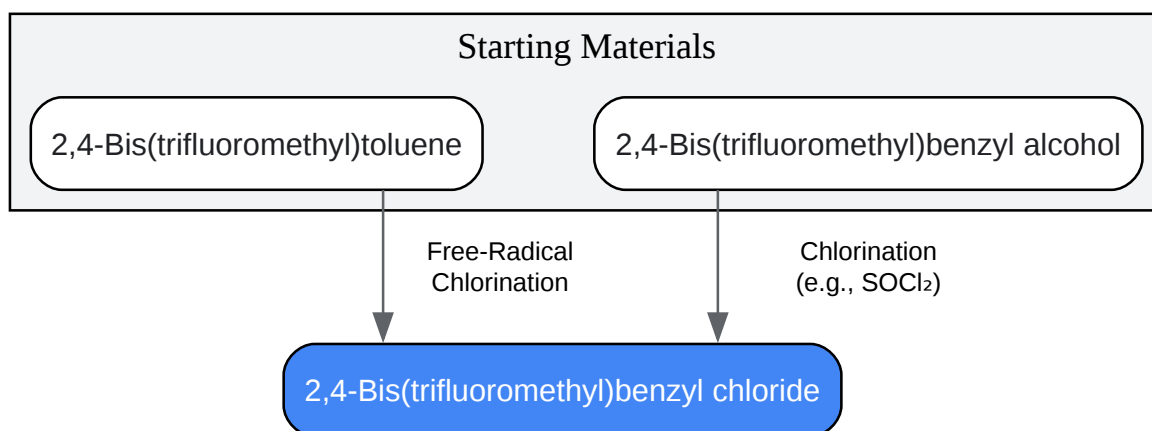 Starting Materials
2,4-Bis(trifluoromethyl)toluene
2,4-Bis(trifluoromethyl)benzyl alcohol
Free-Radical
Chlorination
Chlorination
(e.g., SOCl₂)
2,4-Bis(trifluoromethyl)benzyl chloride